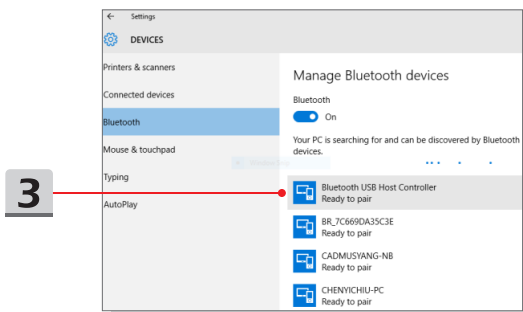 ← Settings
DEVICES
Printers & scanners
Connected devices
Bluetooth
Mouse & touchpad
Typing
AutoPlay
Manage Bluetooth devices
Bluetooth
On
Your PC is searching for and can be discovered by Bluetooth
devices.
Bluetooth USB Host Controller
Ready to pair
BR_7C669DA35C3E
Ready to pair
CADMUSYANG-NB
Ready to pair
CHENYICHIU-PC
Ready to pair
3